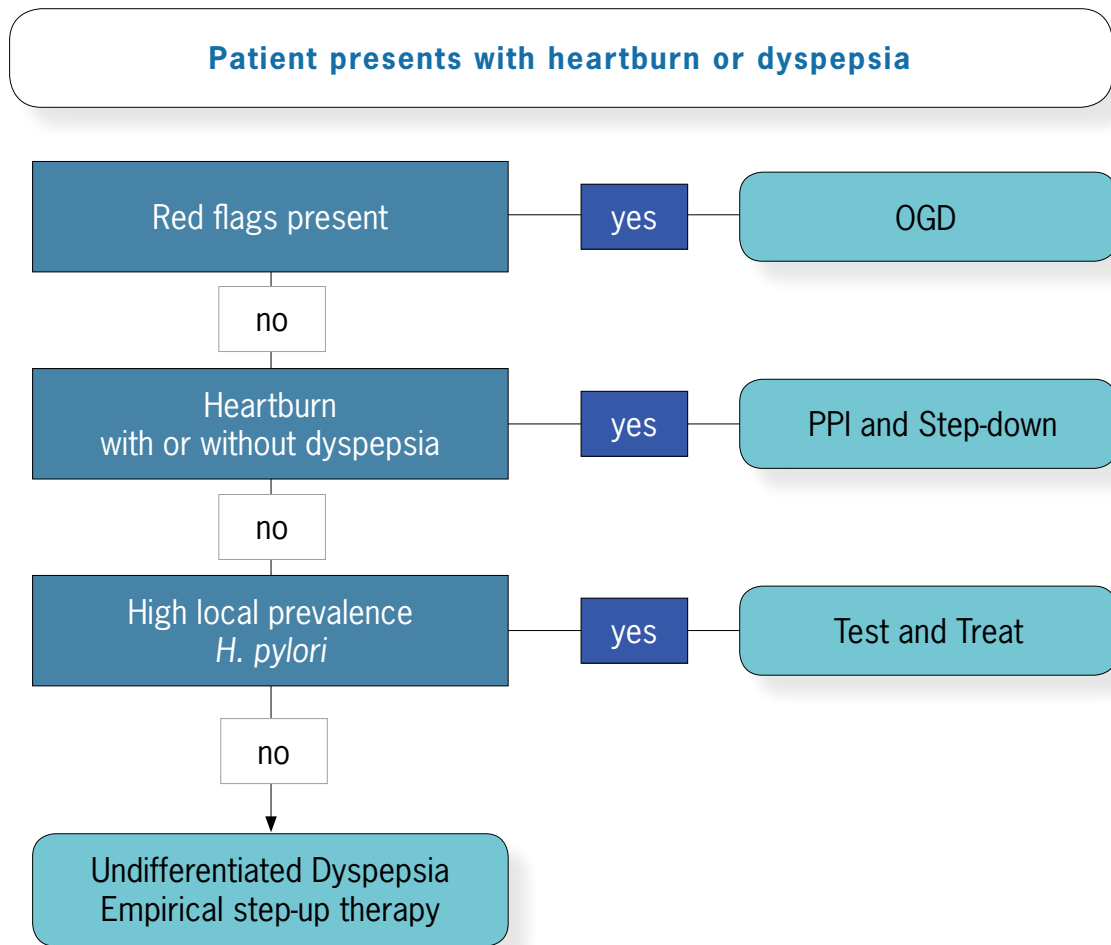 Patient presents with heartburn or dyspepsia
Red flags present
yes
OGD
no
Heartburn
with or without dyspepsia
yes
PPI and Step-down
no
High local prevalence
H. pylori
yes
Test and Treat
no
Undifferentiated Dyspepsia
Empirical step-up therapy